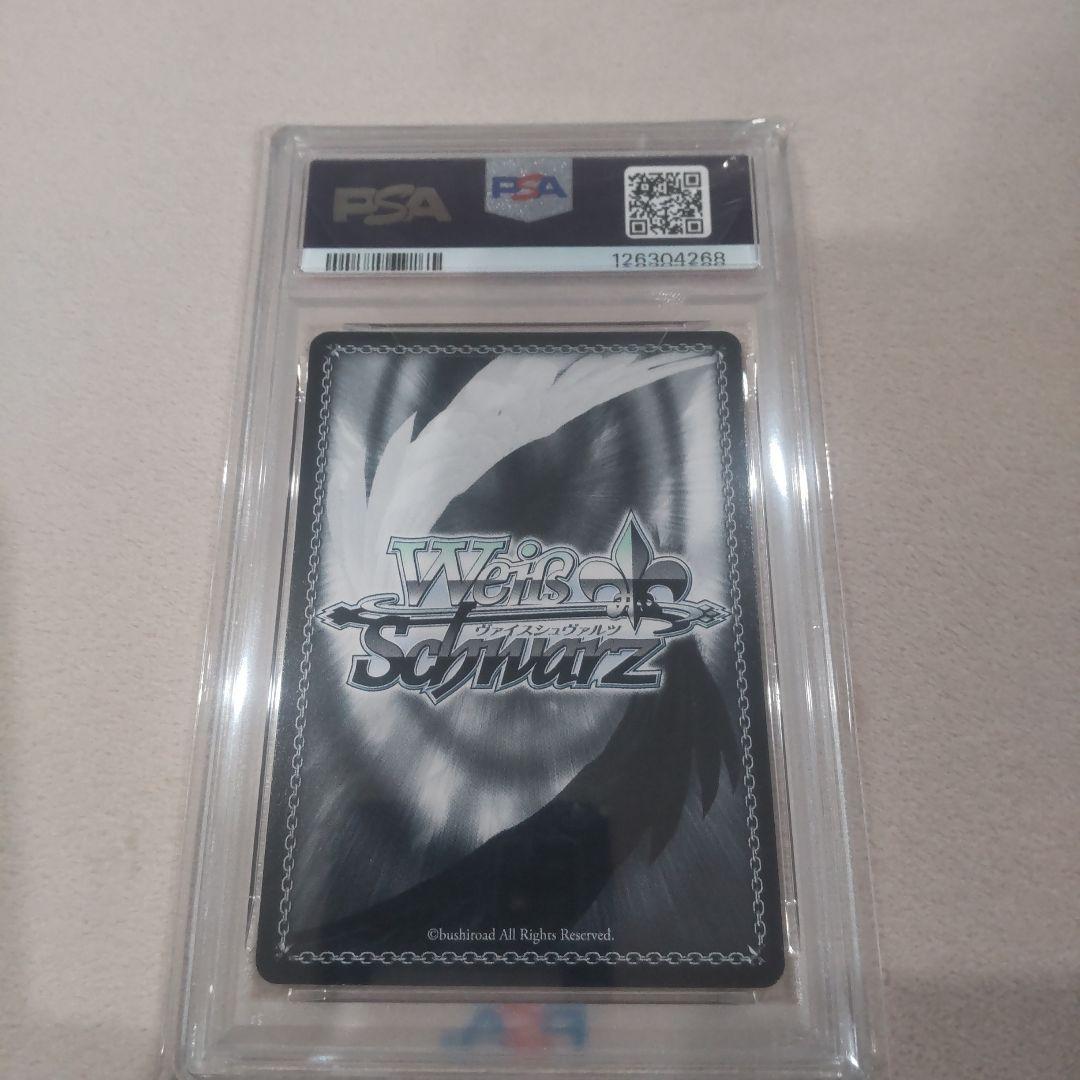 PSA
PSA
126304268
Weiß
ヴァイスシュヴァルツ
Schwarz
©bushiroad All Rights Reserved.
PSA